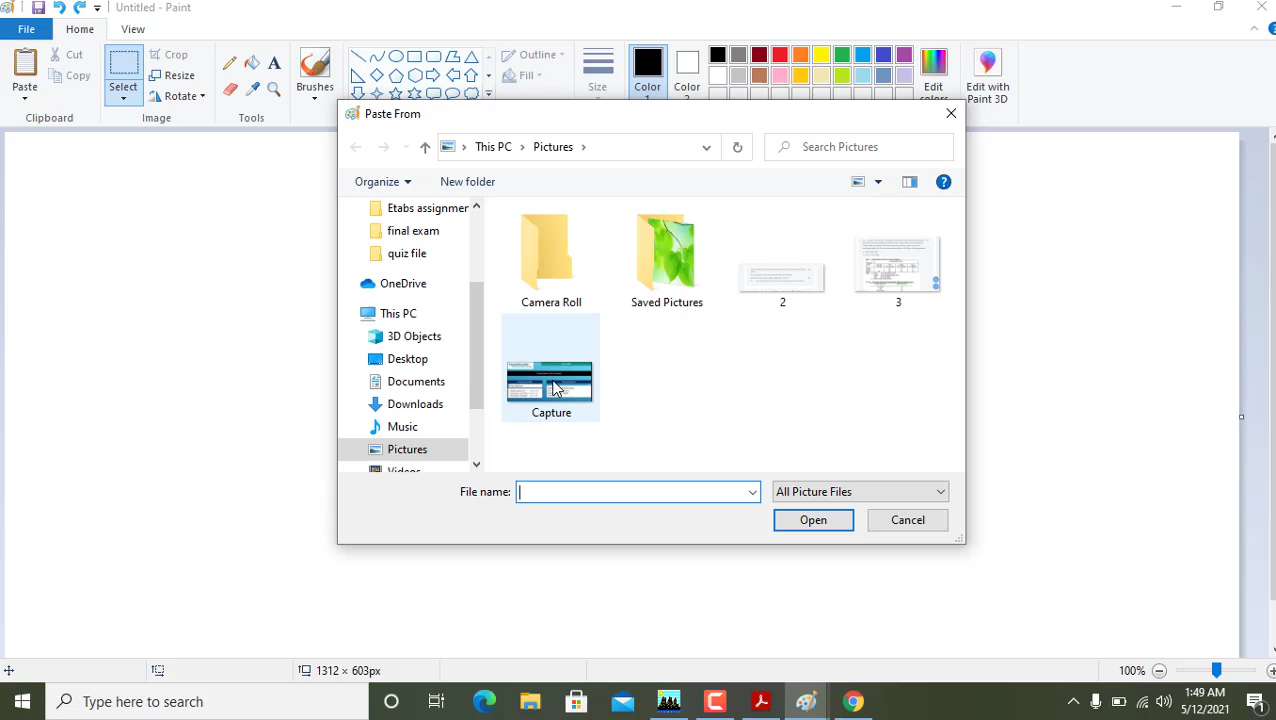 Untitled - Paint
File
Home
View
Paste
Cut
Copy
Clipboard
Select
Crop
Resize
Rotate
Image
Tools
Brushes
Outline
Fill
Size
Color
1
Color
2
Edit
colors
Edit with
Paint 3D
Paste From
This PC
Pictures
Search Pictures
Organize
New folder
Etabs assignmer
final exam
quiz file
OneDrive
This PC
3D Objects
Desktop
Documents
Downloads
Music
Pictures
Videos
Camera Roll
Saved Pictures
2
3
Capture
File name:
All Picture Files
Open
Cancel
1312 × 603px
100%
Type here to search
1:49 AM
5/12/2021
1